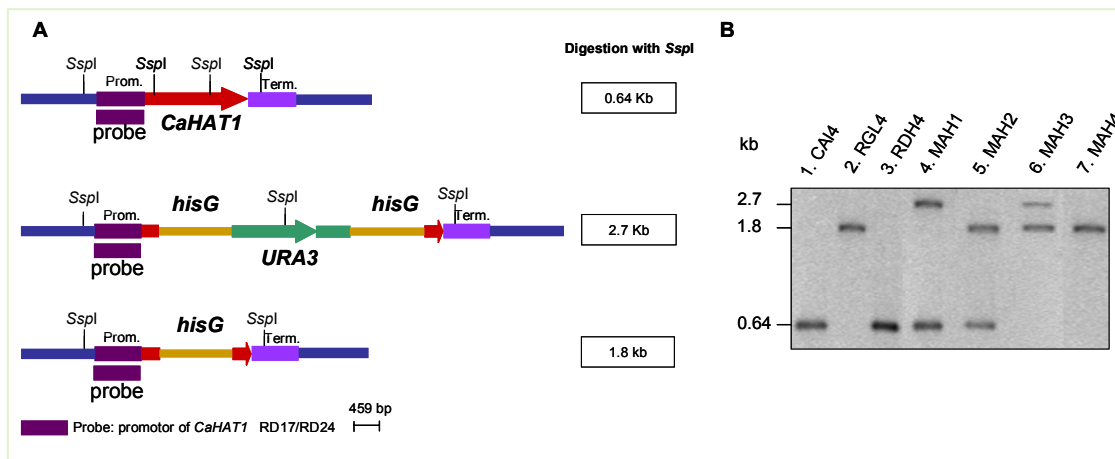 A
Digestion with SspI
SspI SspI SspI SspI
Prom. Term.
probe CaHAT1
0.64 Kb
SspI hisG SspI hisG SspI
Prom. Term.
probe URA3
2.7 Kb
SspI hisG SspI
Prom. Term.
probe
1.8 kb
459 bp
Probe: promotor of CaHAT1 RD17/RD24
B
kb
1. CAI4
2. RGL4
3. RDH4
4. MAH1
5. MAH2
6. MAH3
7. MAH4
2.7
1.8
0.64